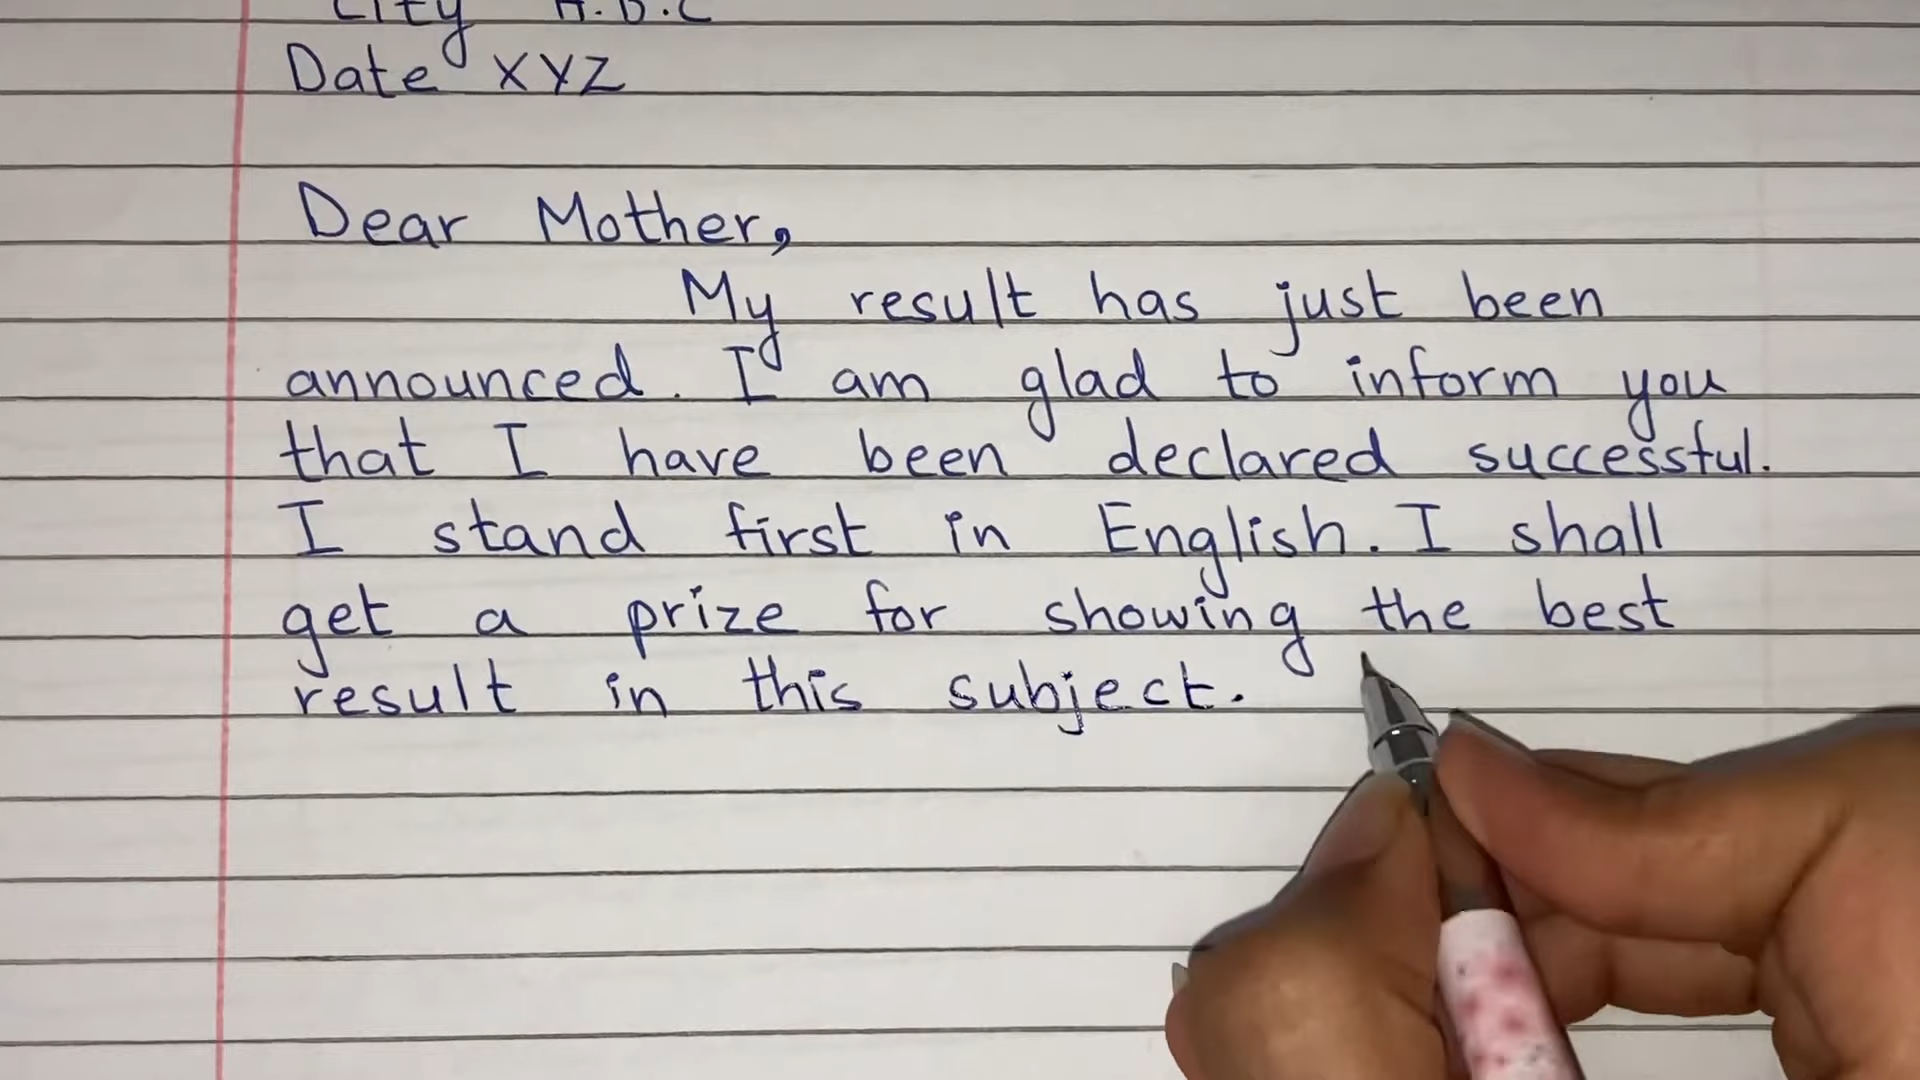 City A.B.C
Date XYZ
Dear Mother,
My result has just been
announced. I am glad to inform you
that I have been declared successful.
I stand first in English. I shall
get a prize for showing the best
result in this subject.